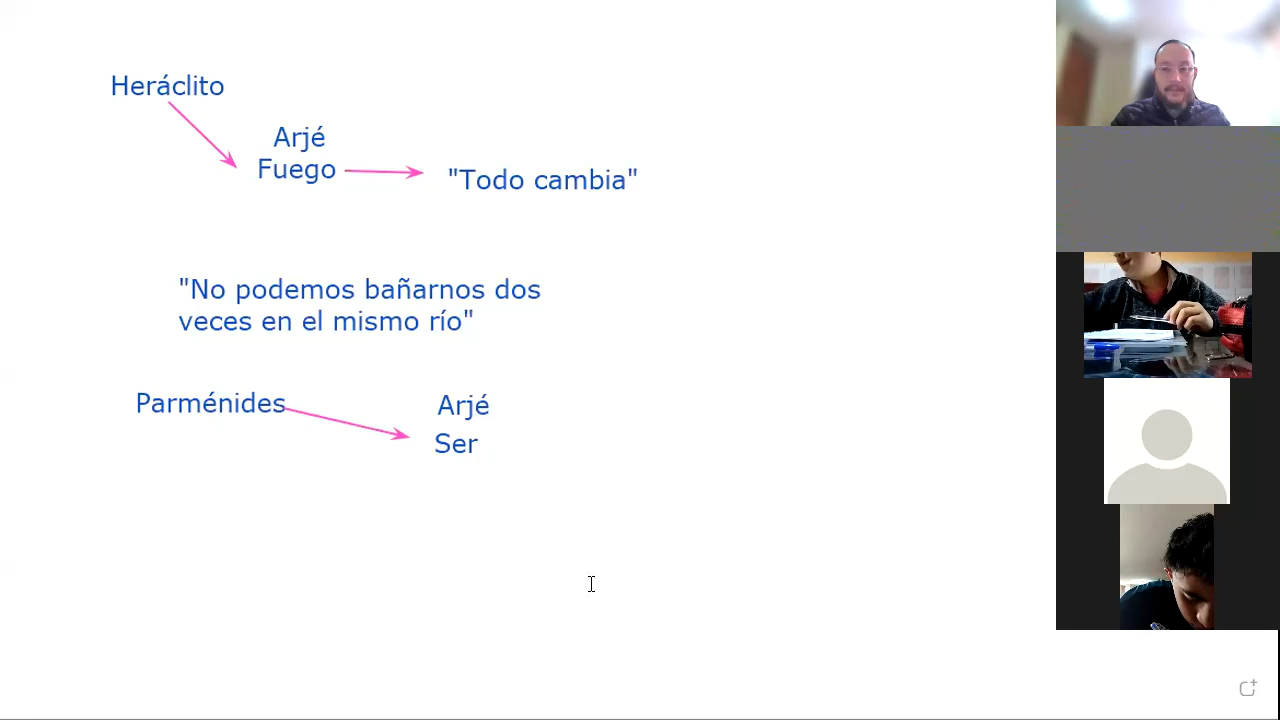 Heráclito
Arjé
Fuego
"Todo cambia"
"No podemos bañarnos dos
veces en el mismo río"
Parménides
Arjé
Ser